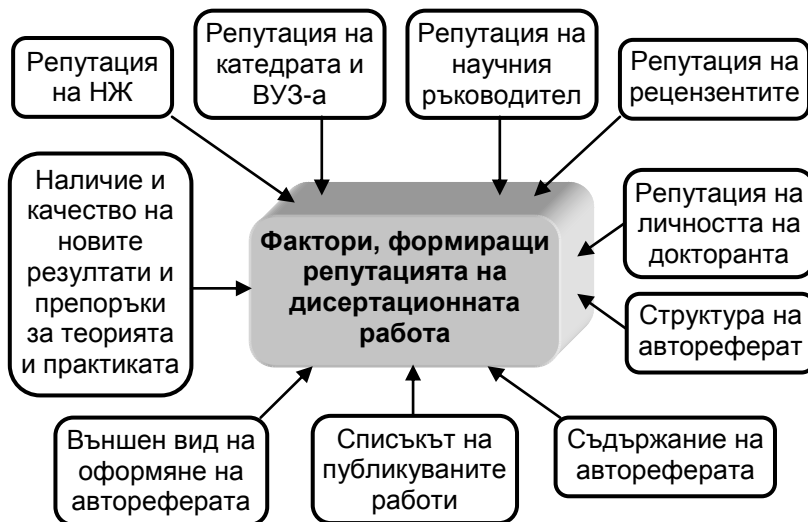 Репутация
на НЖ
Репутация на
катедрата и
ВУЗ-а
Репутация на
научния
ръководител
Репутация на
рецензентите
Наличие и
качество на
новите
резултати и
препоръки
за теорията
и практиката
Фактори, формиращи
репутацията на
дисертационната
работа
Репутация на
личността на
докторанта
Структура на
автореферат
Външен вид на
оформяне на
автореферата
Списъкът на
публикуваните
работи
Съдържание на
автореферата